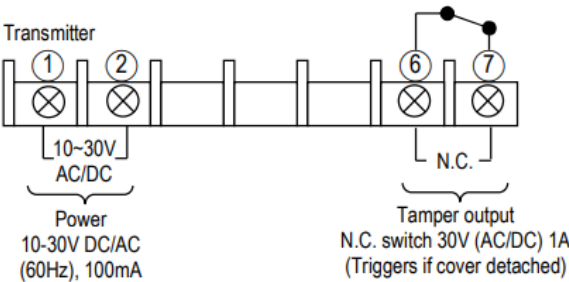 Transmitter
1 2 6 7
10~30V
AC/DC
N.C.
Power
10-30V DC/AC
(60Hz), 100mA
Tamper output
N.C. switch 30V (AC/DC) 1A
(Triggers if cover detached)